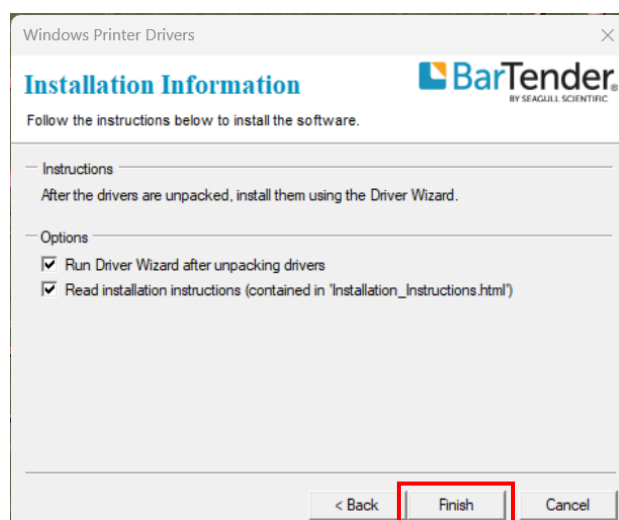 Windows Printer Drivers
Installation Information
BarTender®
BY SEAGULL SCIENTIFIC
Follow the instructions below to install the software.
Instructions
After the drivers are unpacked, install them using the Driver Wizard.
Options
Run Driver Wizard after unpacking drivers
Read installation instructions (contained in 'Installation_Instructions.html')
< Back Finish Cancel